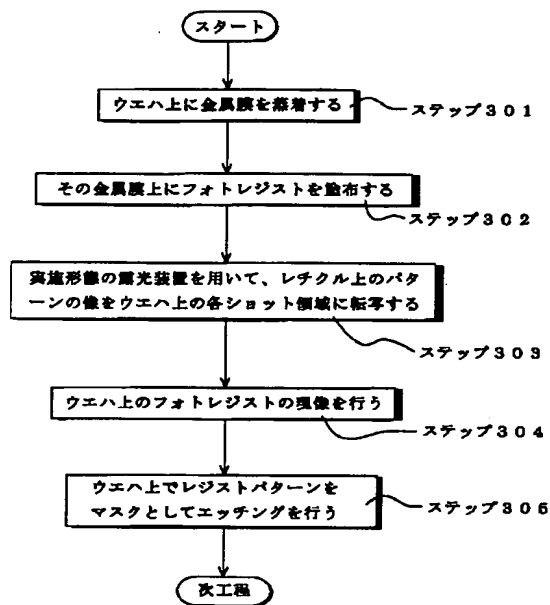 スタート
ウエハ上に金属膜を蒸着する
ステップ301
その金属膜上にフォトレジストを塗布する
ステップ302
実施形態の露光装置を用いて、レチクル上のパタ
ーンの像をウエハ上の各ショット領域に転写する
ステップ303
ウエハ上のフォトレジストの現像を行う
ステップ304
ウエハ上でレジストパターンを
マスクとしてエッチングを行う
ステップ305
次工程